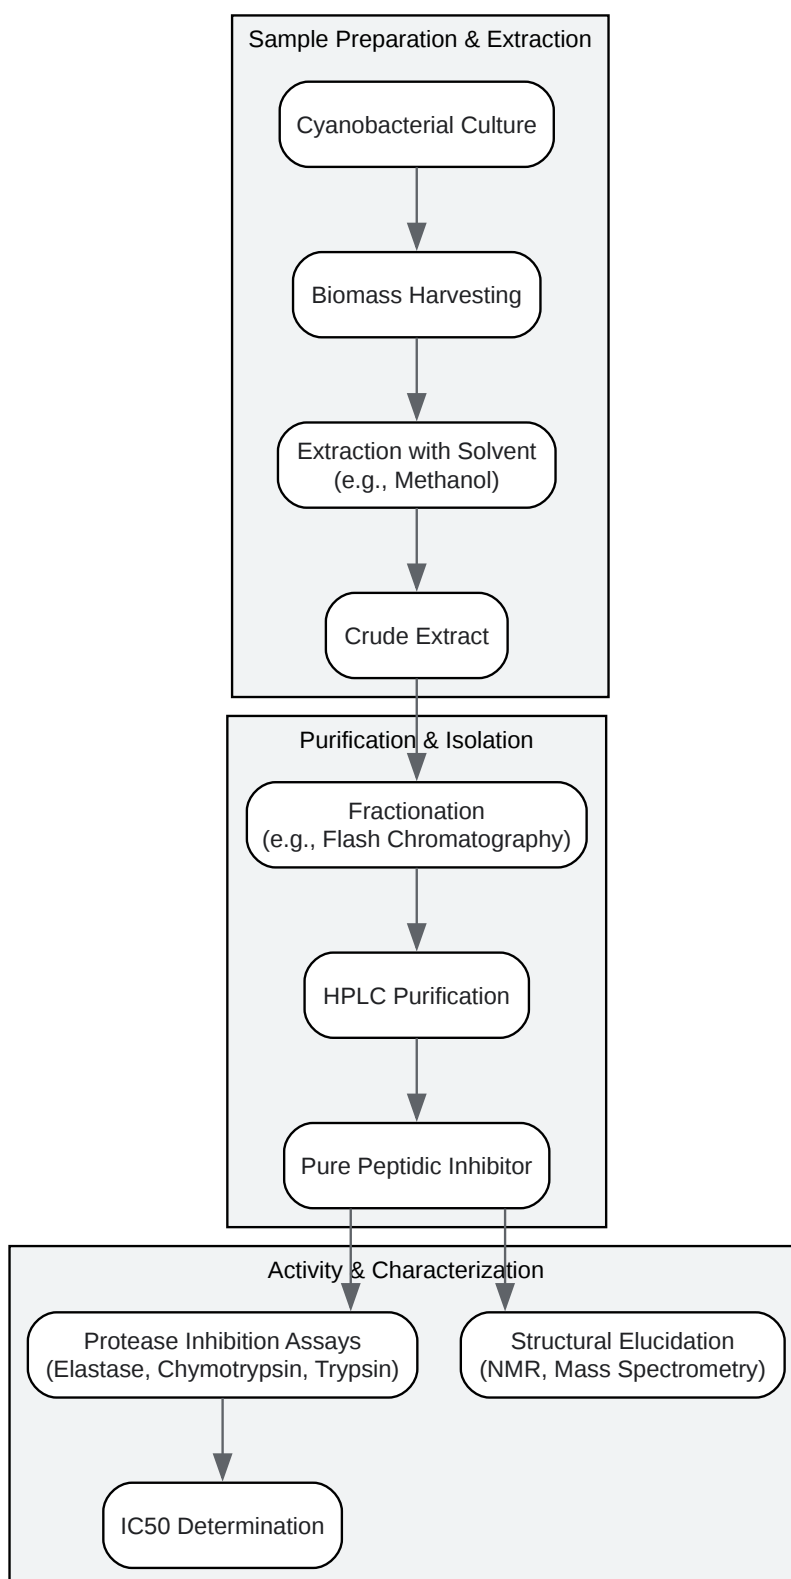 Sample Preparation & Extraction
Cyanobacterial Culture
Biomass Harvesting
Extraction with Solvent
(e.g., Methanol)
Crude Extract
Purification & Isolation
Fractionation
(e.g., Flash Chromatography)
HPLC Purification
Pure Peptidic Inhibitor
Activity & Characterization
Protease Inhibition Assays
(Elastase, Chymotrypsin, Trypsin)
Structural Elucidation
(NMR, Mass Spectrometry)
IC50 Determination